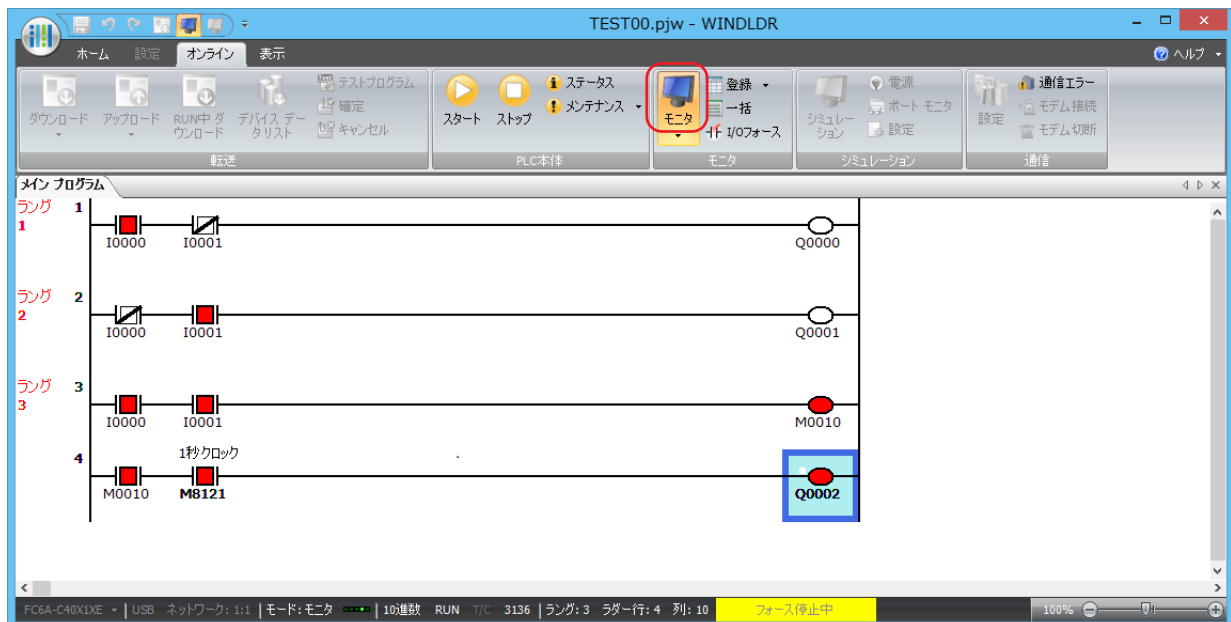 TEST00.pjw - WINDLDR
ホーム 設定 オンライン 表示 ヘルプ
ダウンロード アップロード RUN中 ダウンロード デバイス データリスト
テストプログラム
確定
キャンセル
転送
スタート ストップ
ステータス
メンテナンス
PLC本体
モニタ
登録
一括
I/Oフォース
モニタ
シミュレーション
電源
ポート モニタ
設定
シミュレーション
設定
通信エラー
モデム接続
モデム切断
通信
メイン プログラム
ラング 1
1
I0000 I0001 Q0000
ラング 2
2
I0000 I0001 Q0001
ラング 3
3
I0000 I0001 M0010
1秒クロック
4
M0010 M8121 Q0002
FC6A-C40X1XE USB ネットワーク: 1:1 モード: モニタ 10進数 RUN T/C 3136 ラング: 3 ラダー行: 4 列: 10 フォース停止中 100%